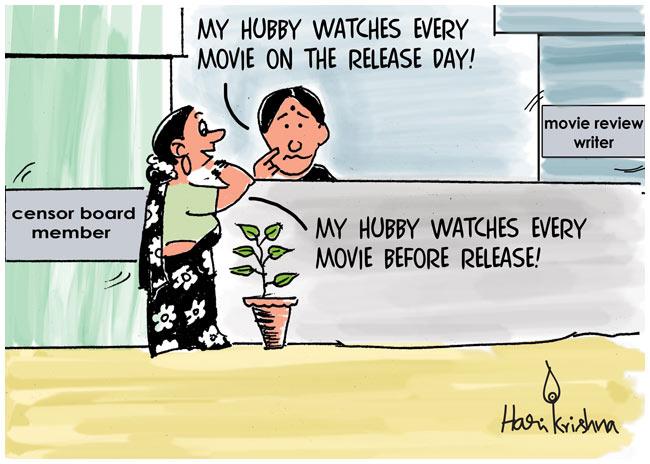 MY HUBBY WATCHES EVERY
MOVIE ON THE RELEASE DAY!
movie review
writer
censor board
member
MY HUBBY WATCHES EVERY
MOVIE BEFORE RELEASE!
Harikrishna